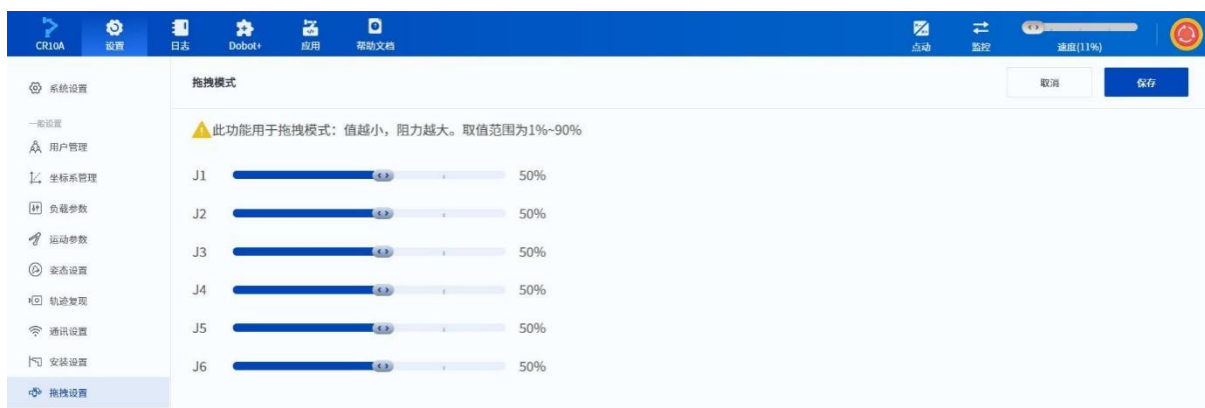 CR10A
设置
日志
Dobot+
应用
帮助文档
点动
监控
速度(11%)
系统设置
拖拽模式
取消
保存
一般设置
此功能用于拖拽模式：值越小，阻力越大。取值范围为1%~90%
用户管理
坐标系管理
J1 50%
负载参数
J2 50%
运动参数
J3 50%
姿态设置
J4 50%
轨迹复现
J5 50%
通讯设置
安装设置
J6 50%
拖拽设置